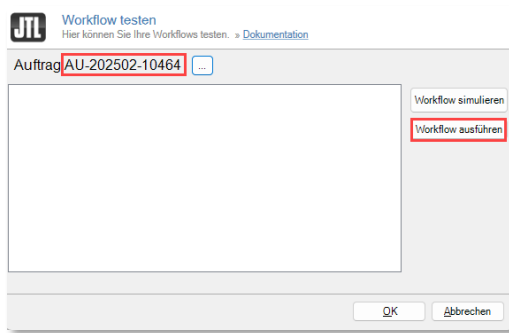 JTL
Workflow testen
Hier können Sie Ihre Workflows testen. » Dokumentation
Auftrag AU-202502-10464 ...
Workflow simulieren
Workflow ausführen
OK Abbrechen